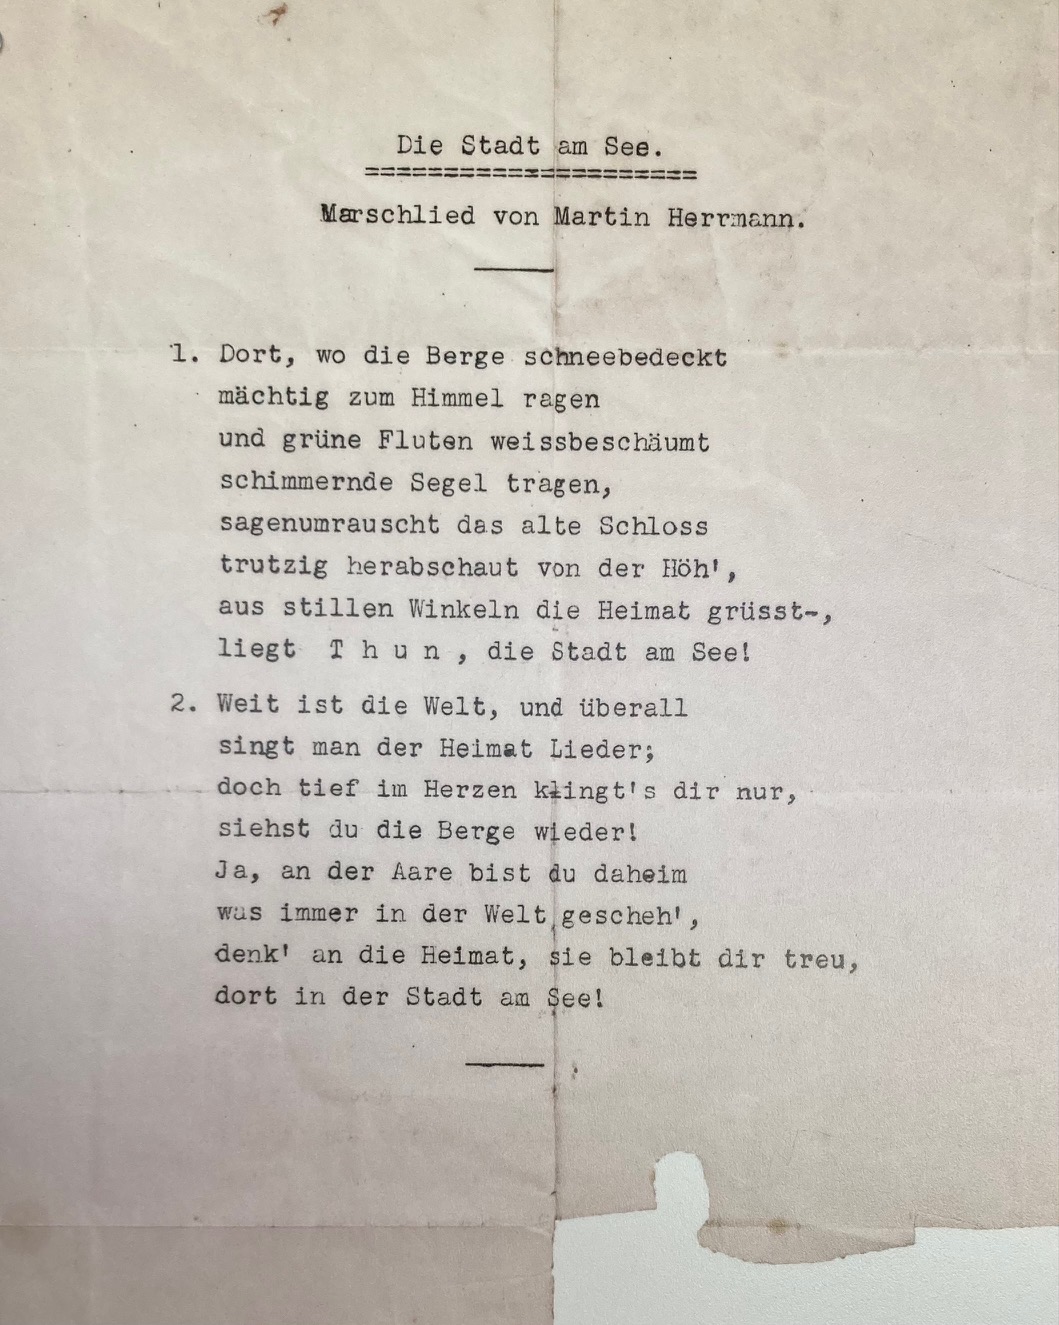 Die Stadt am See.
=====================
Marschlied von Martin Herrmann.
1. Dort, wo die Berge schneebedeckt
mächtig zum Himmel ragen
und grüne Fluten weissbeschäumt
schimmernde Segel tragen,
sagenumrauscht das alte Schloss
trutzig herabschaut von der Höh',
aus stillen Winkeln die Heimat grüsst-,
liegt T h u n , die Stadt am See!
2. Weit ist die Welt, und überall
singt man der Heimat Lieder;
doch tief im Herzen klingt's dir nur,
siehst du die Berge wieder!
Ja, an der Aare bist du daheim
was immer in der Welt gescheh',
denk' an die Heimat, sie bleibt dir treu,
dort in der Stadt am See!